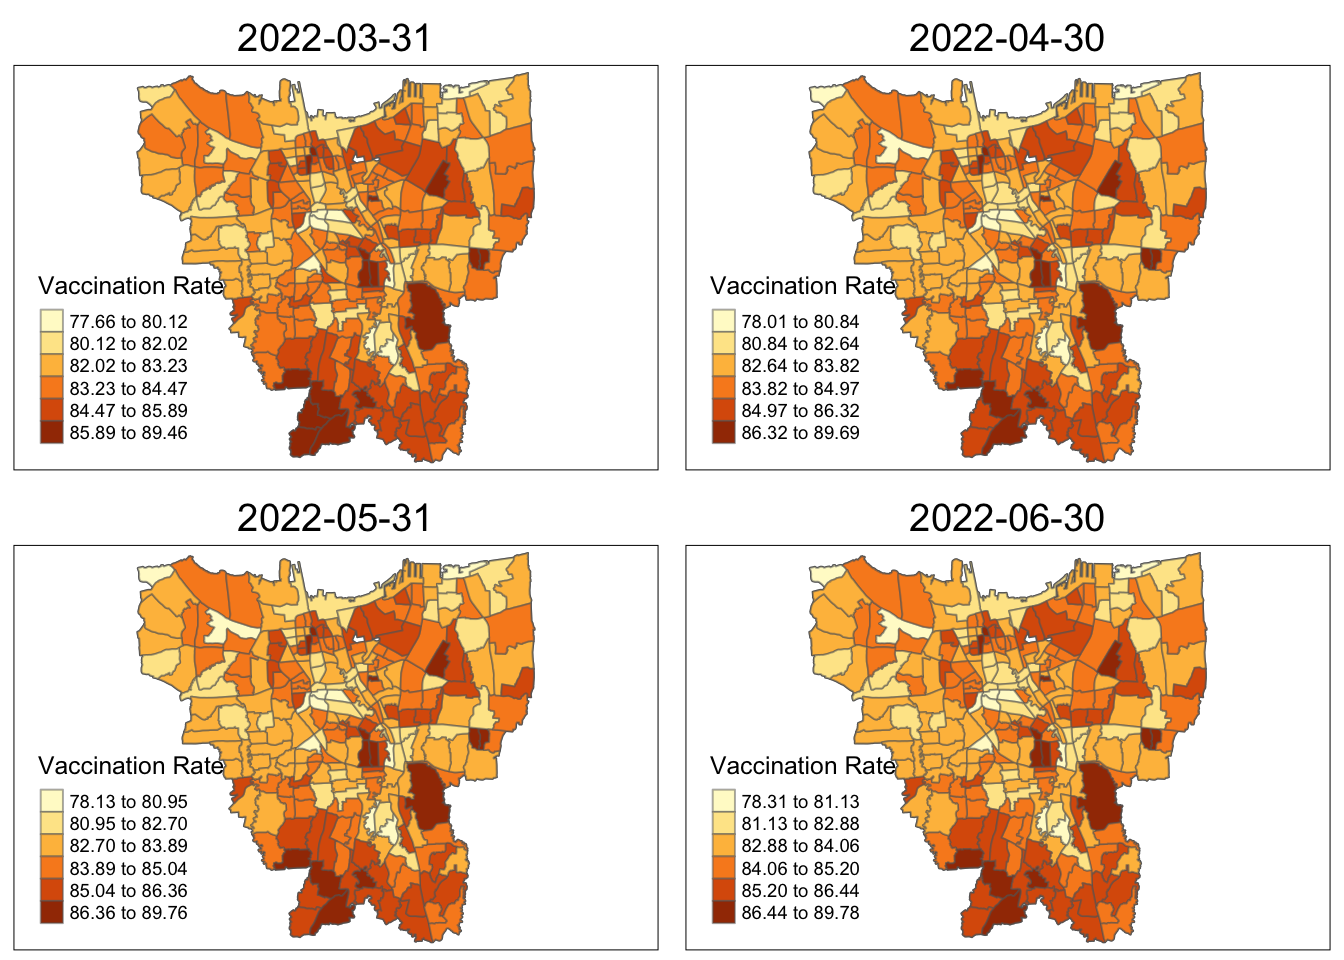 2022-03-31
Vaccination Rate
77.66 to 80.12
80.12 to 82.02
82.02 to 83.23
83.23 to 84.47
84.47 to 85.89
85.89 to 89.46
2022-04-30
Vaccination Rate
78.01 to 80.84
80.84 to 82.64
82.64 to 83.82
83.82 to 84.97
84.97 to 86.32
86.32 to 89.69
2022-05-31
Vaccination Rate
78.13 to 80.95
80.95 to 82.70
82.70 to 83.89
83.89 to 85.04
85.04 to 86.36
86.36 to 89.76
2022-06-30
Vaccination Rate
78.31 to 81.13
81.13 to 82.88
82.88 to 84.06
84.06 to 85.20
85.20 to 86.44
86.44 to 89.78